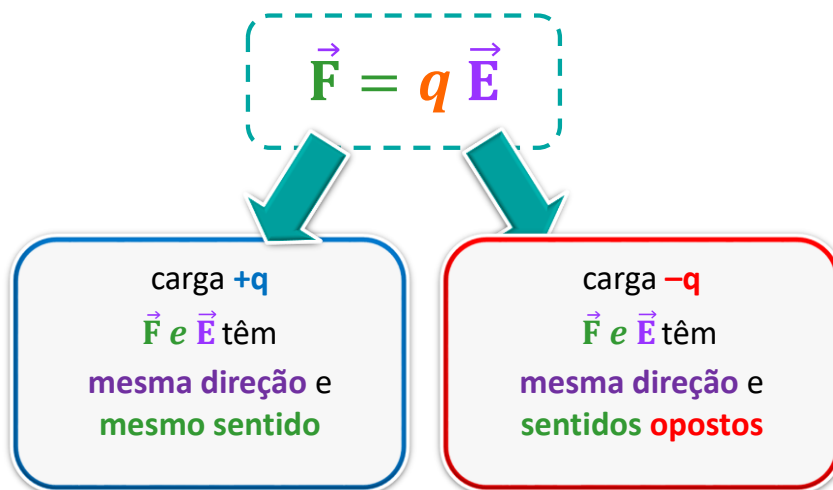 F⃗ = q E⃗
carga +q
F⃗ e E⃗ têm
mesma direção e
mesmo sentido
carga –q
F⃗ e E⃗ têm
mesma direção e
sentidos opostos